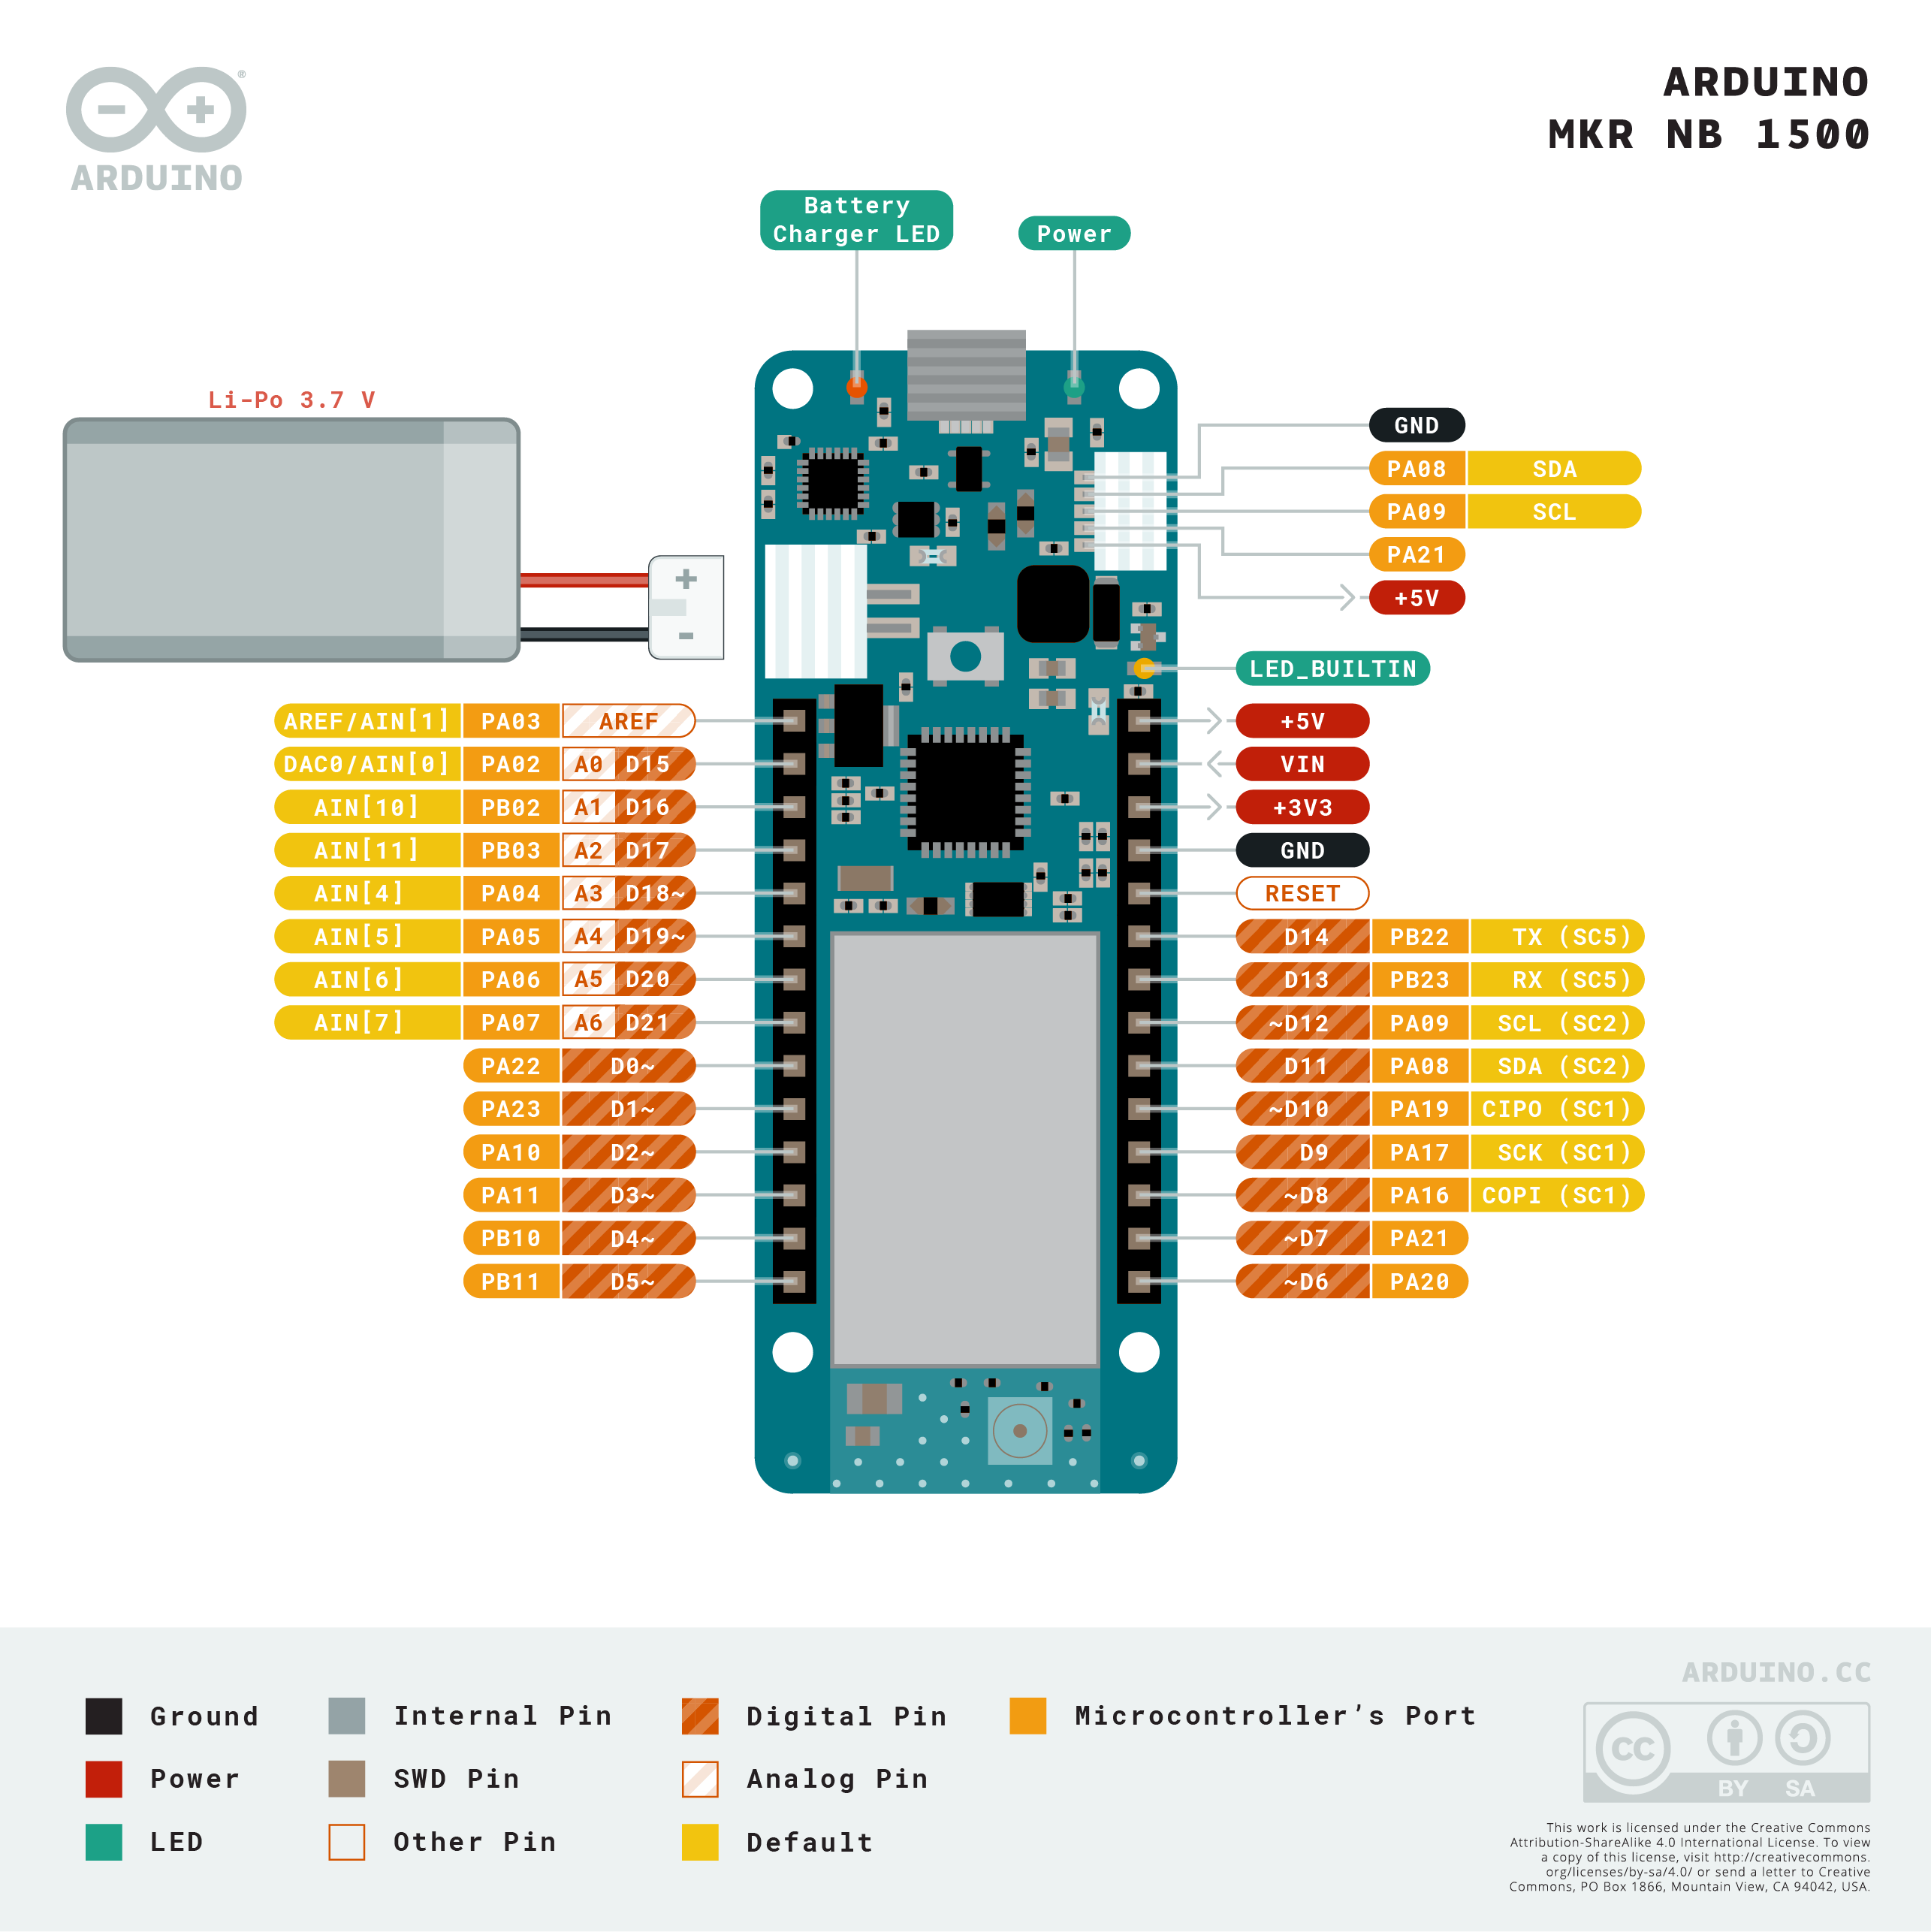 ARDUINO
MKR NB 1500
®
ARDUINO
Battery
Charger LED
Power
Li-Po 3.7 V
+
-
GND
PA08 SDA
PA09 SCL
PA21
+5V
LED_BUILTIN
AREF/AIN[1] PA03 AREF
DAC0/AIN[0] PA02 A0 D15
AIN[10] PB02 A1 D16
AIN[11] PB03 A2 D17
AIN[4] PA04 A3 D18~
AIN[5] PA05 A4 D19~
AIN[6] PA06 A5 D20
AIN[7] PA07 A6 D21
PA22 D0~
PA23 D1~
PA10 D2~
PA11 D3~
PB10 D4~
PB11 D5~
+5V
VIN
+3V3
GND
RESET
D14 PB22 TX (SC5)
D13 PB23 RX (SC5)
~D12 PA09 SCL (SC2)
D11 PA08 SDA (SC2)
~D10 PA19 CIPO (SC1)
D9 PA17 SCK (SC1)
~D8 PA16 COPI (SC1)
~D7 PA21
~D6 PA20
Ground
Power
LED
Internal Pin
SWD Pin
Other Pin
Digital Pin
Analog Pin
Default
Microcontroller’s Port
ARDUINO.CC
CC
BY SA
This work is licensed under the Creative Commons
Attribution-ShareAlike 4.0 International License. To view
a copy of this license, visit http://creativecommons.
org/licenses/by-sa/4.0/ or send a letter to Creative
Commons, PO Box 1866, Mountain View, CA 94042, USA.